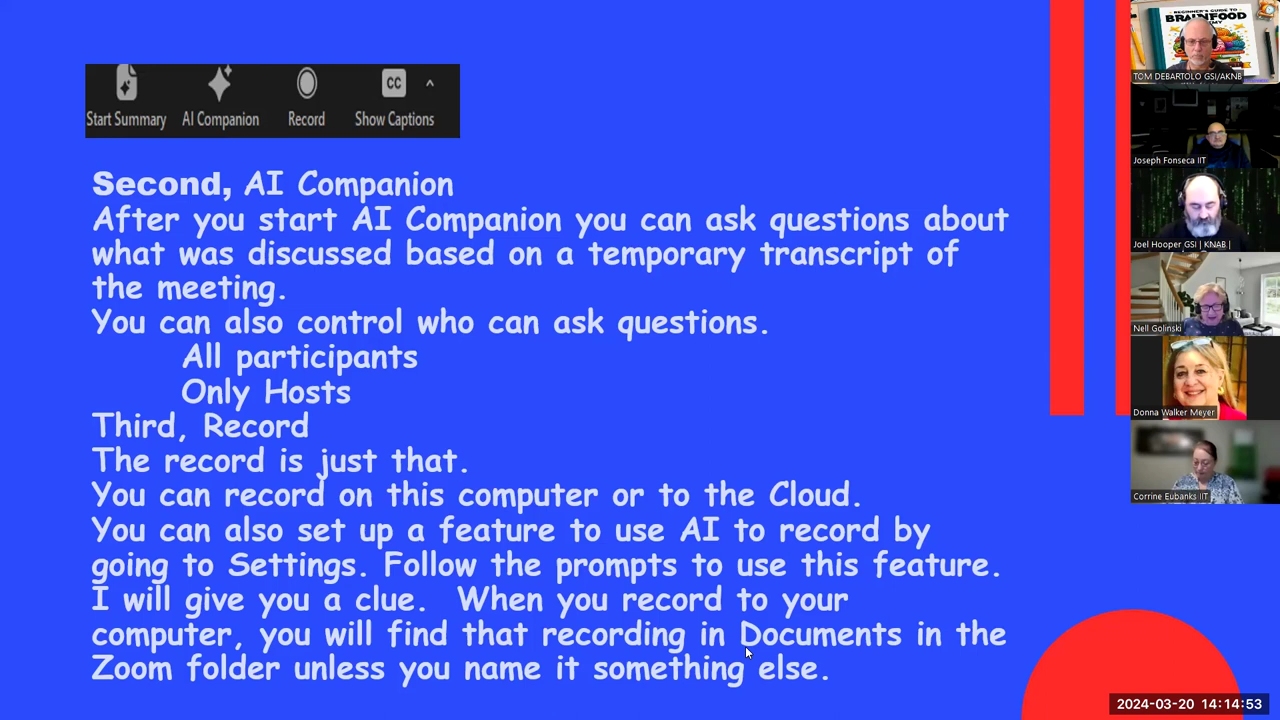 Start Summary AI Companion Record CC Show Captions
Second, AI Companion
After you start AI Companion you can ask questions about
what was discussed based on a temporary transcript of
the meeting.
You can also control who can ask questions.
All participants
Only Hosts
Third, Record
The record is just that.
You can record on this computer or to the Cloud.
You can also set up a feature to use AI to record by
going to Settings. Follow the prompts to use this feature.
I will give you a clue. When you record to your
computer, you will find that recording in Documents in the
Zoom folder unless you name it something else.
BEGINNER'S GUIDE TO
BRAINFOOD
TOM DEBARTOLO GSI/AKNB
Joseph Fonseca IIT
Joel Hooper GSI | KNAB |
Nell Golinski
Donna Walker Meyer
Corrine Eubanks IIT
2024-03-20 14:14:53